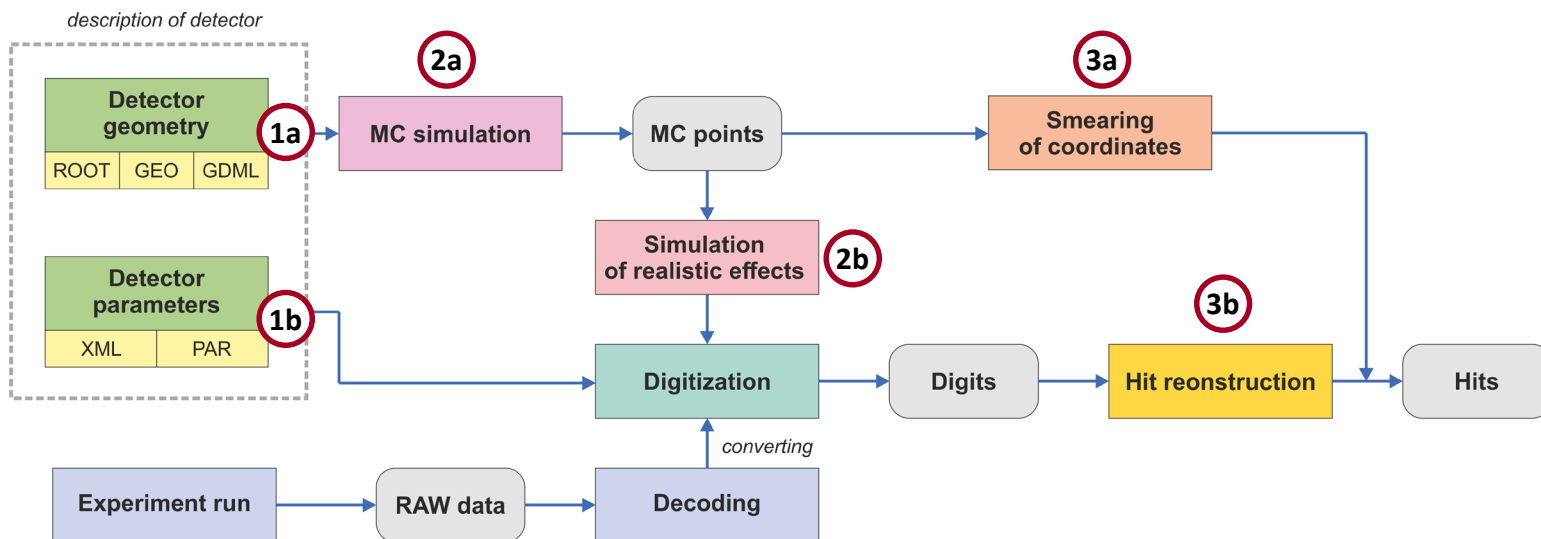 description of detector
2a
3a
Detector
geometry
1a
ROOT
GEO
GDML
MC simulation
MC points
Smearing
of coordinates
Simulation
of realistic effects
2b
Detector
parameters
1b
XML
PAR
3b
Digitization
Digits
Hit reonstruction
Hits
converting
Experiment run
RAW data
Decoding